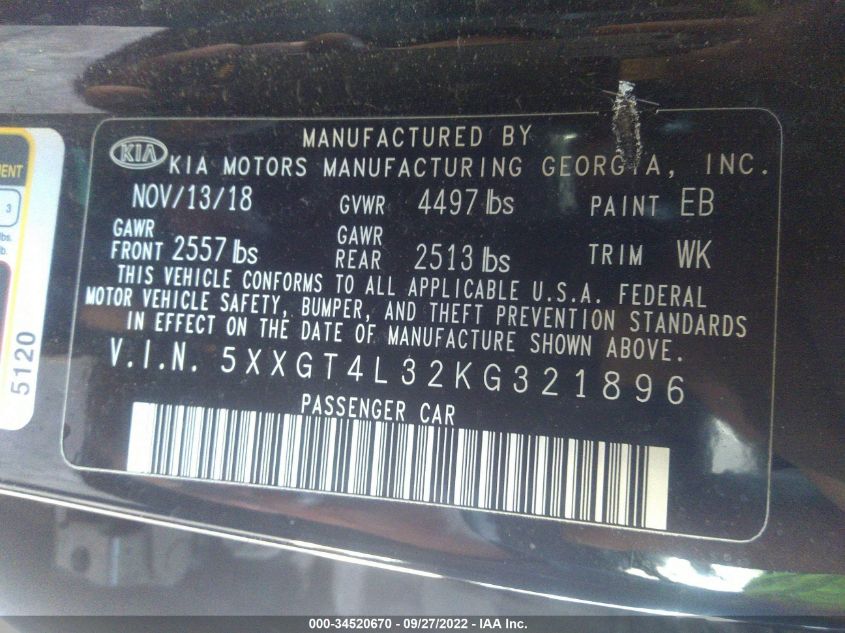 MANUFACTURED BY
KIA KIA MOTORS MANUFACTURING GEORGIA, INC.
NOV/13/18 GVWR 4497 lbs PAINT EB
GAWR GAWR
FRONT 2557 lbs REAR 2513 lbs TRIM WK
THIS VEHICLE CONFORMS TO ALL APPLICABLE U.S.A. FEDERAL
MOTOR VEHICLE SAFETY, BUMPER, AND THEFT PREVENTION STANDARDS
IN EFFECT ON THE DATE OF MANUFACTURE SHOWN ABOVE.
V.I.N. 5XXGT4L32KG321896
PASSENGER CAR
3
lbs.
5120
000-34520670 - 09/27/2022 - IAA Inc.